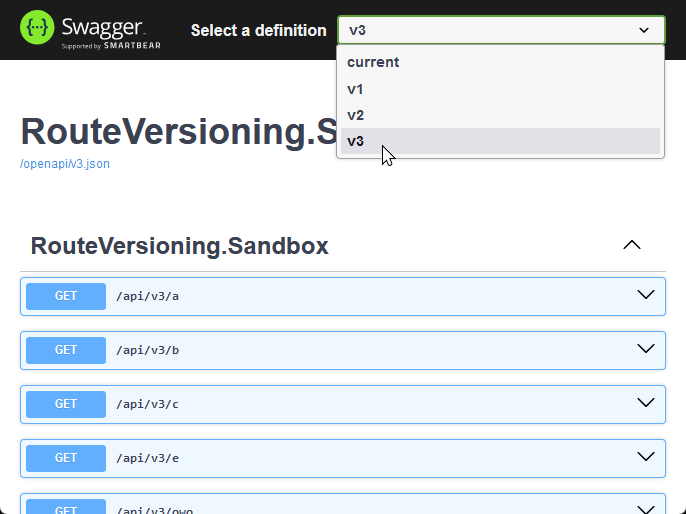 Swagger
Supported by SMARTBEAR
Select a definition
v3
current
v1
v2
v3
RouteVersioning.S
/openapi/v3.json
RouteVersioning.Sandbox
GET /api/v3/a
GET /api/v3/b
GET /api/v3/c
GET /api/v3/e
GET /api/v3/owo